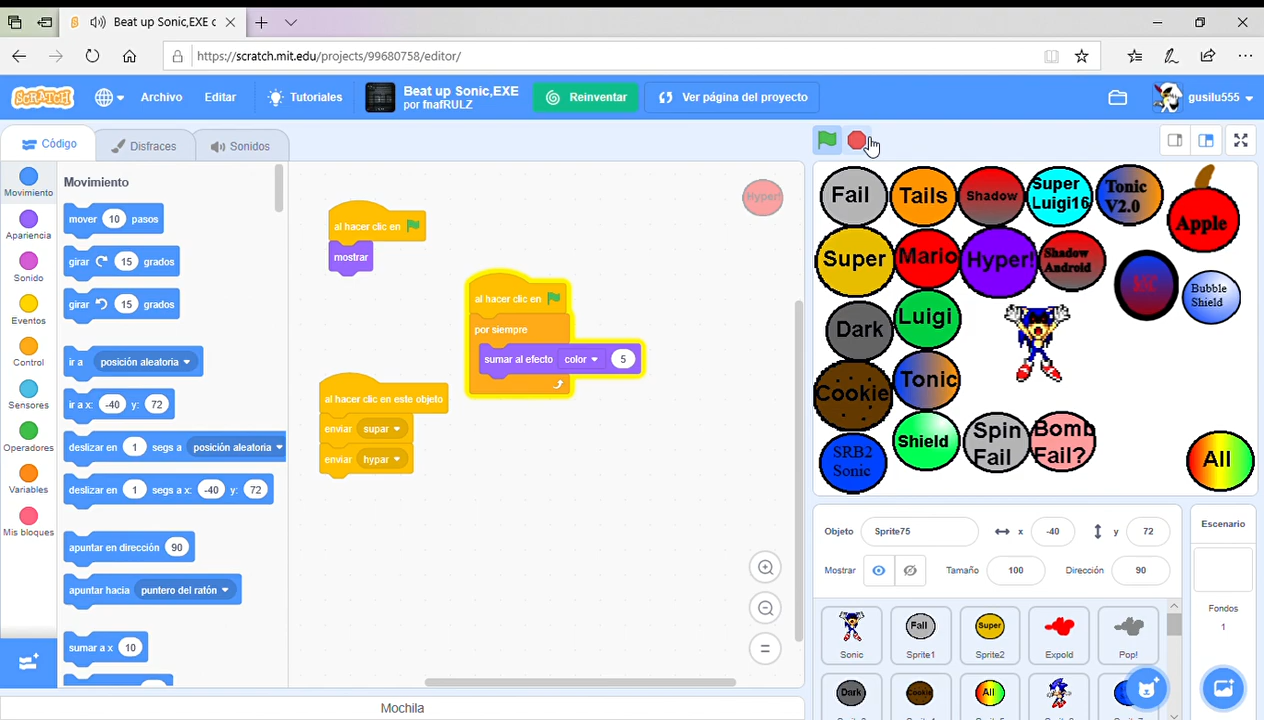 Beat up Sonic,EXE c
https://scratch.mit.edu/projects/99680758/editor/
SCRATCH
Archivo
Editar
Tutoriales
Beat up Sonic,EXE
por fnafRULZ
Reinventar
Ver página del proyecto
gusilu555
Código
Disfraces
Sonidos
Movimiento
Apariencia
Sonido
Eventos
Control
Sensores
Operadores
Variables
Mis bloques
Movimiento
mover 10 pasos
girar 15 grados
girar 15 grados
ir a posición aleatoria
ir a x: -40 y: 72
deslizar en 1 segs a posición aleatoria
deslizar en 1 segs a x: -40 y: 72
apuntar en dirección 90
apuntar hacia puntero del ratón
sumar a x 10
al hacer clic en
mostrar
al hacer clic en
por siempre
sumar al efecto color 5
al hacer clic en este objeto
enviar supar
enviar hypar
Hyper!
Mochila
Fail
Tails
Shadow
Super
Luigi16
Tonic
V2.0
Apple
Super
Mario
Hyper!
Shadow
Android
Bubble
Shield
Dark
Luigi
Cookie
Tonic
SRB2
Sonic
Shield
Spin
Fail
Bomb
Fail?
All
Objeto
Sprite75
x
-40
y
72
Mostrar
Tamaño
100
Dirección
90
Escenario
Fondos
1
Sonic
Fail
Sprite1
Super
Sprite2
Expold
Pop!
Dark
Cookie
All